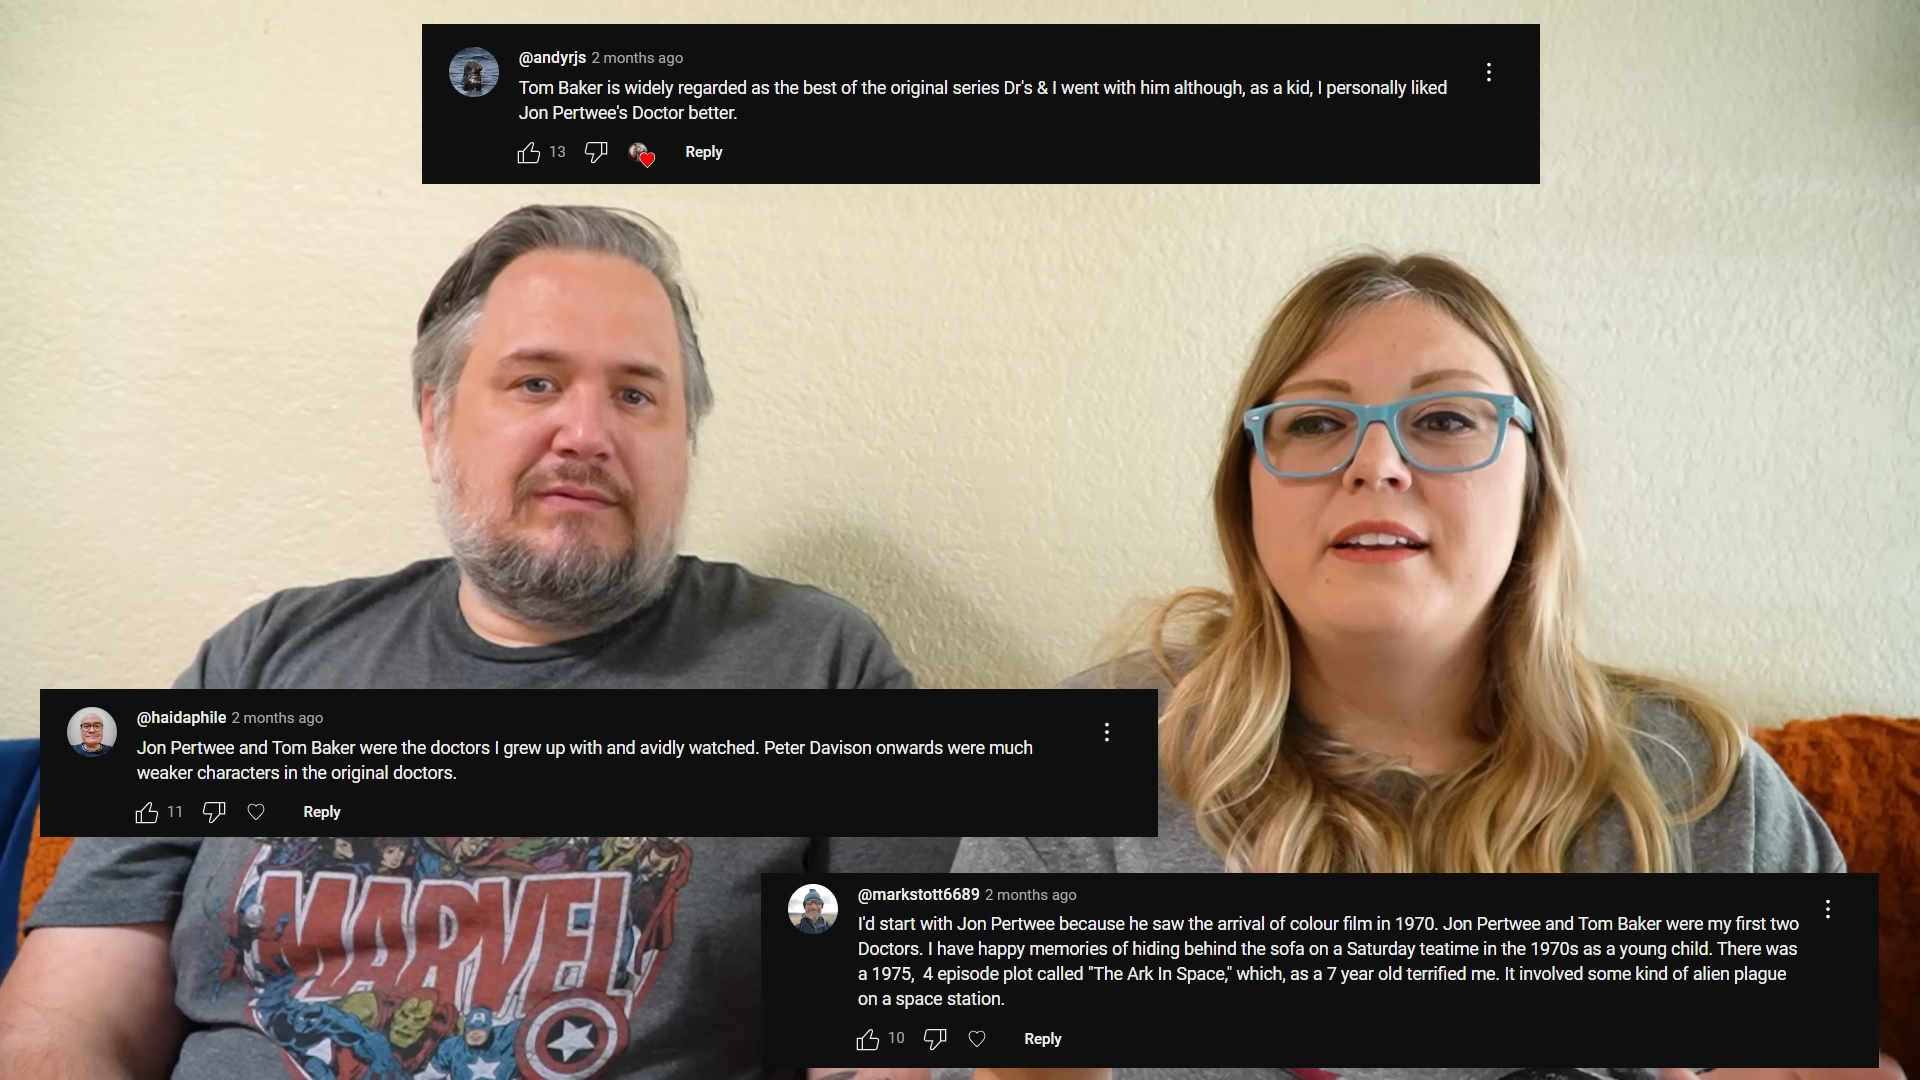 @andyrjs 2 months ago
Tom Baker is widely regarded as the best of the original series Dr's & I went with him although, as a kid, I personally liked
Jon Pertwee's Doctor better.
13 Reply
@haidaphile 2 months ago
Jon Pertwee and Tom Baker were the doctors I grew up with and avidly watched. Peter Davison onwards were much
weaker characters in the original doctors.
11 Reply
MARVEL
@markstott6689 2 months ago
I'd start with Jon Pertwee because he saw the arrival of colour film in 1970. Jon Pertwee and Tom Baker were my first two
Doctors. I have happy memories of hiding behind the sofa on a Saturday teatime in the 1970s as a young child. There was
a 1975, 4 episode plot called "The Ark In Space," which, as a 7 year old terrified me. It involved some kind of alien plague
on a space station.
10 Reply